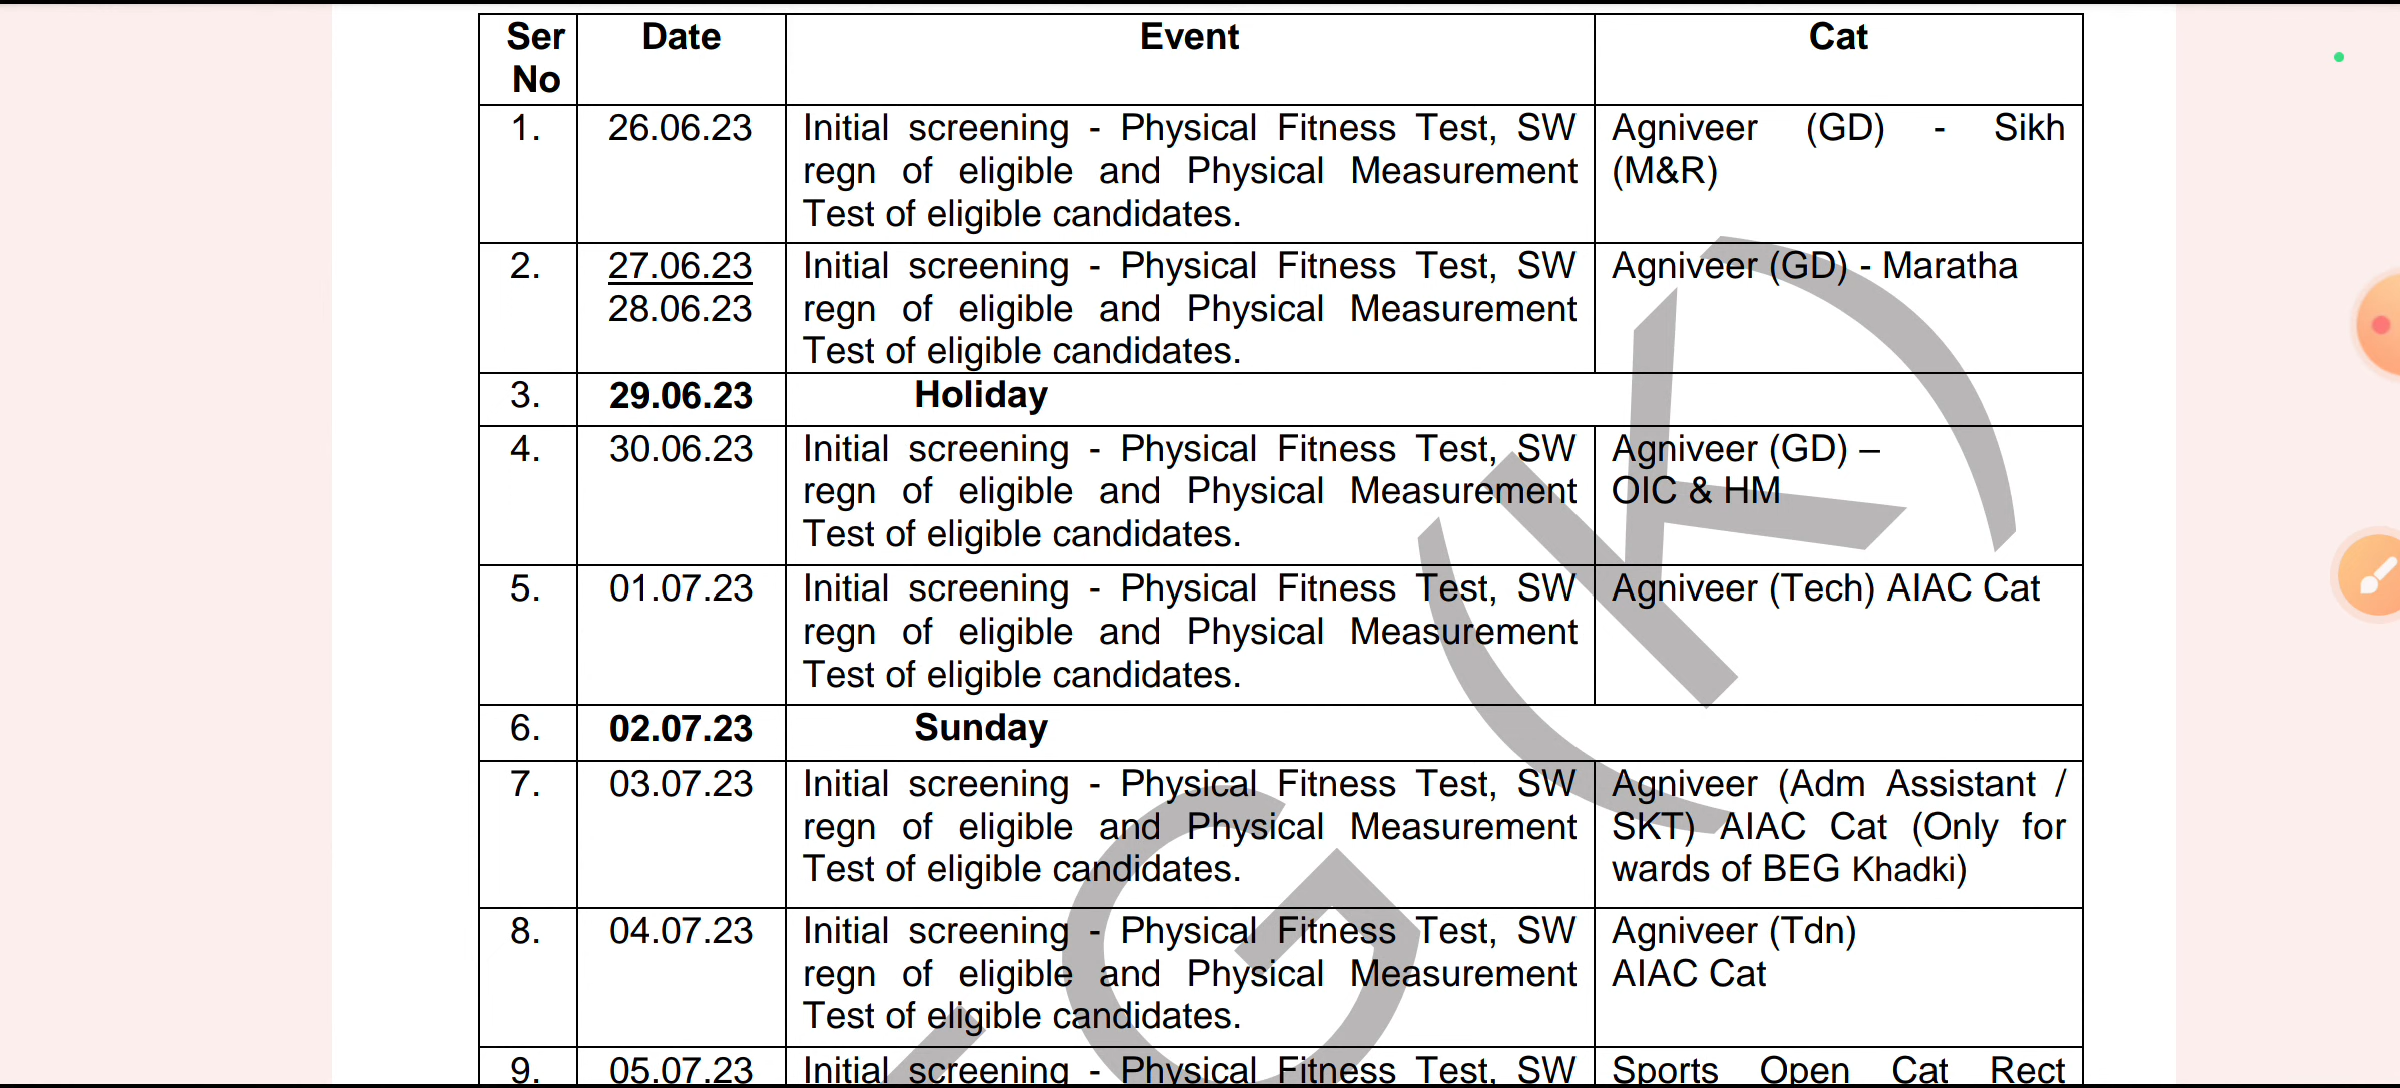 Ser No Date Event Cat
1. 26.06.23 Initial screening - Physical Fitness Test, SW Agniveer (GD) - Sikh
regn of eligible and Physical Measurement (M&R)
Test of eligible candidates.
2. 27.06.23 Initial screening - Physical Fitness Test, SW Agniveer (GD) - Maratha
28.06.23 regn of eligible and Physical Measurement
Test of eligible candidates.
3. 29.06.23 Holiday
4. 30.06.23 Initial screening - Physical Fitness Test, SW Agniveer (GD) –
regn of eligible and Physical Measurement OIC & HM
Test of eligible candidates.
5. 01.07.23 Initial screening - Physical Fitness Test, SW Agniveer (Tech) AIAC Cat
regn of eligible and Physical Measurement
Test of eligible candidates.
6. 02.07.23 Sunday
7. 03.07.23 Initial screening - Physical Fitness Test, SW Agniveer (Adm Assistant /
regn of eligible and Physical Measurement SKT) AIAC Cat (Only for
Test of eligible candidates. wards of BEG Khadki)
8. 04.07.23 Initial screening - Physical Fitness Test, SW Agniveer (Tdn)
regn of eligible and Physical Measurement AIAC Cat
Test of eligible candidates.
9. 05.07.23 Initial screening - Physical Fitness Test, SW Sports Open Cat Rect
G (K)